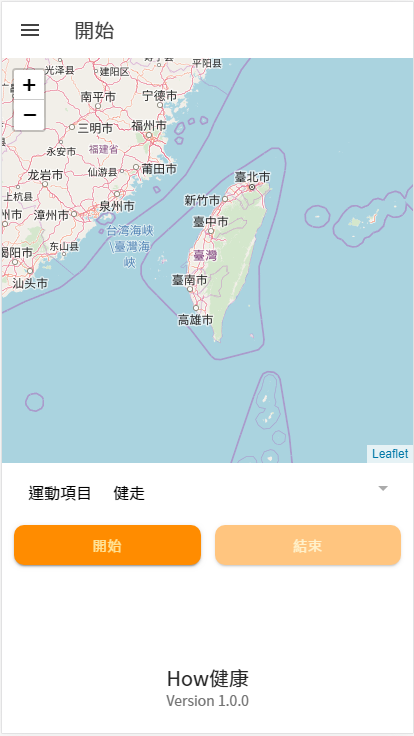 開始
平阳县
光泽县
建阳区
+
南平市
宁德市
−
三明市
福州市
永安市
福建省
莆田市
龙岩市
仙游县
臺北市
上杭县
泉州市
新竹市
州市
漳州市
臺中市
台湾海峡
\臺灣海
峡
揭阳市
东山县
臺灣
汕头市
臺南市
高雄市
Leaflet
運動項目 健走
開始 結束
How健康
Version 1.0.0